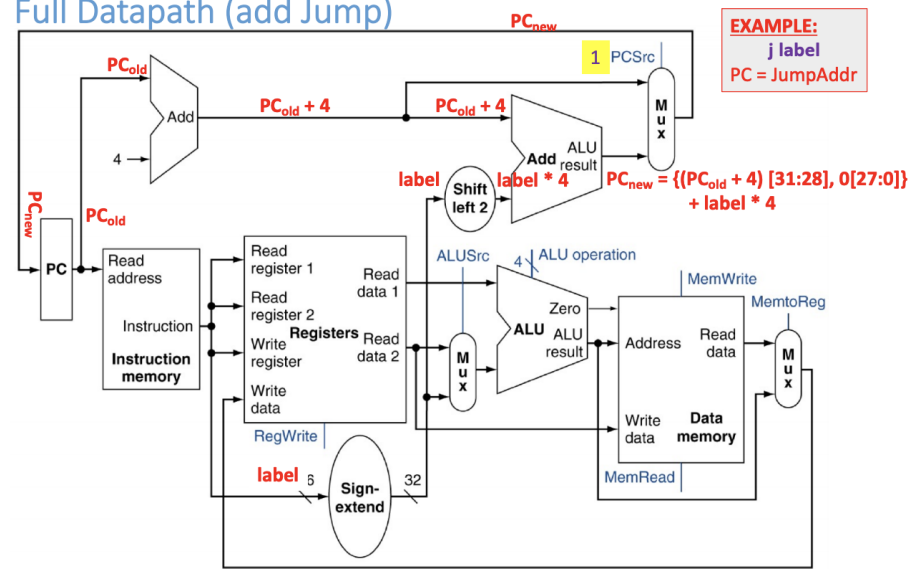 Full Datapath (add Jump)
PCnew
EXAMPLE:
j label
PC = JumpAddr
1 PCSrc
PCold
Add
PCold + 4
PCold + 4
Mux
4
Add ALU result
label
Shift left 2
label * 4
PCnew = {(PCold + 4) [31:28], 0[27:0]}
+ label * 4
PCnew
PCold
PC
Read address
Instruction
Instruction memory
Read register 1
Read register 2
Write register
Write data
Registers
Read data 1
Read data 2
RegWrite
ALUSrc
Mux
4
ALU operation
Zero
ALU
ALU result
MemWrite
Address
Read data
Write data
Data memory
MemRead
MemtoReg
Mux
label
6
Sign-extend
32